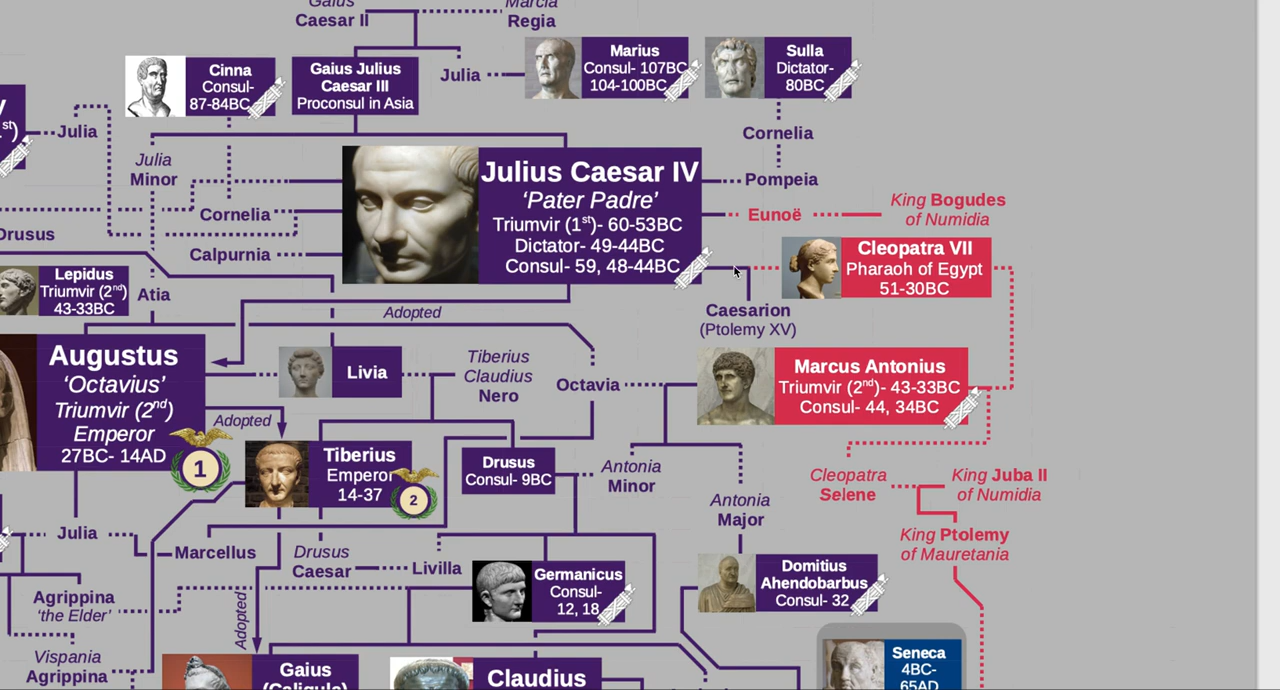 Gaius
Caesar II
Marcia
Regia
Cinna
Consul-
87-84BC
Gaius Julius
Caesar III
Proconsul in Asia
Julia
Marius
Consul- 107BC
104-100BC
Sulla
Dictator-
80BC
st)
Julia
Julia
Minor
Cornelia
Julius Caesar IV
‘Pater Padre’
Triumvir (1st)- 60-53BC
Dictator- 49-44BC
Consul- 59, 48-44BC
Pompeia
Cornelia
Eunoë
King Bogudes
of Numidia
Drusus
Calpurnia
Cleopatra VII
Pharaoh of Egypt
51-30BC
Lepidus
Triumvir (2nd)
43-33BC
Atia
Adopted
Caesarion
(Ptolemy XV)
Augustus
‘Octavius’
Triumvir (2nd)
Emperor
27BC- 14AD
1
Livia
Tiberius
Claudius
Nero
Octavia
Marcus Antonius
Triumvir (2nd)- 43-33BC
Consul- 44, 34BC
Adopted
Tiberius
Emperor
14-37
2
Drusus
Consul- 9BC
Antonia
Minor
Antonia
Major
Cleopatra
Selene
King Juba II
of Numidia
King Ptolemy
of Mauretania
Julia
Marcellus
Drusus
Caesar
Livilla
Germanicus
Consul-
12, 18
Domitius
Ahendobarbus
Consul- 32
Agrippina
‘the Elder’
Adopted
Vispania
Agrippina
Gaius
(Caligula)
Claudius
Seneca
4BC-
65AD